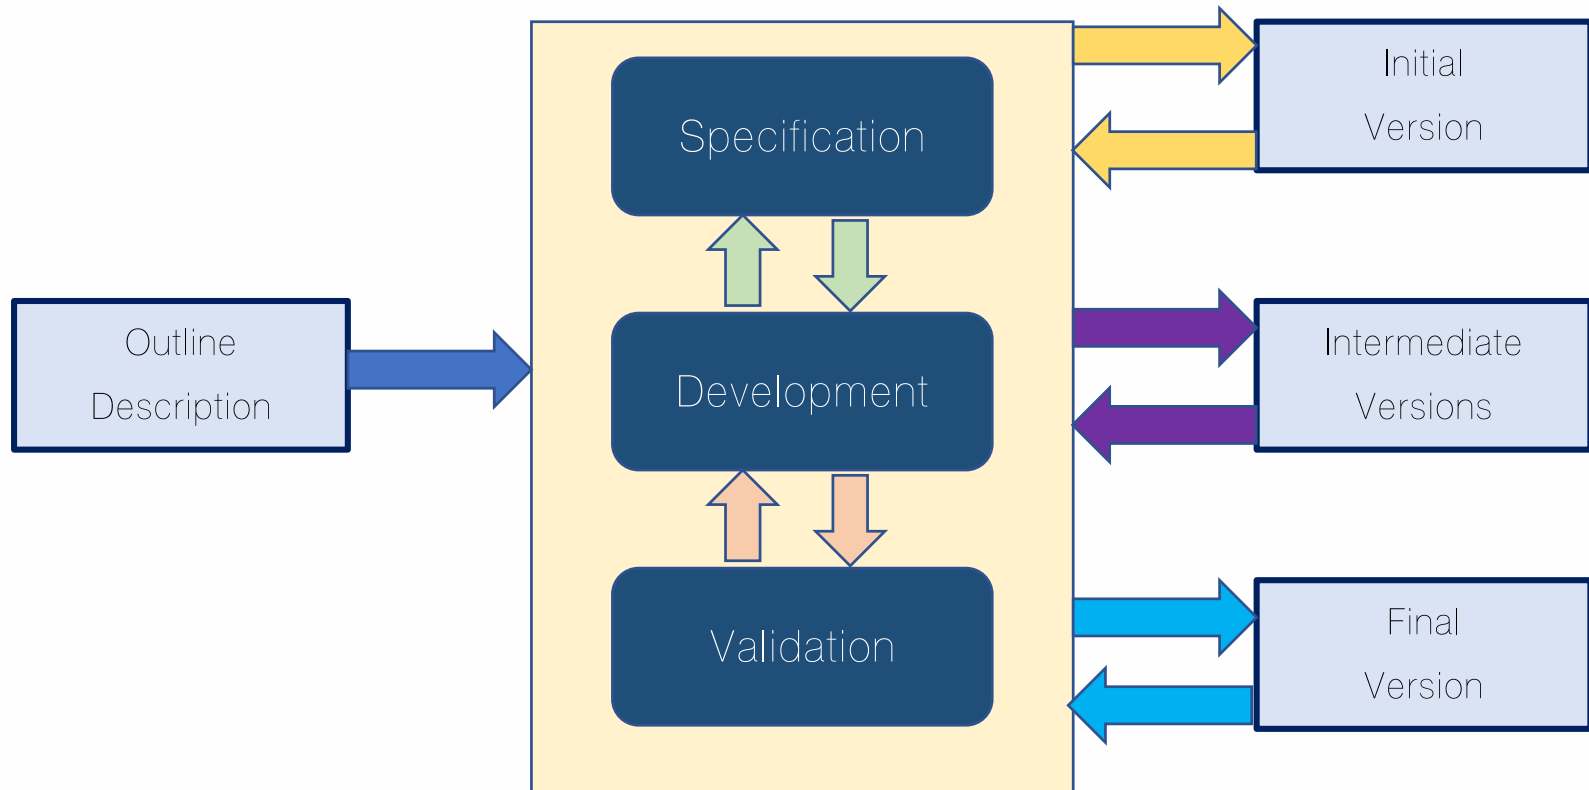 Outline
Description
Specification
Development
Validation
Initial
Version
Intermediate
Versions
Final
Version